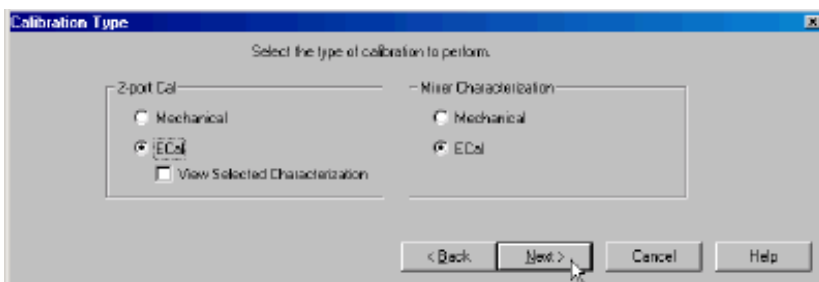 Calibration Type
Select the type of calibration to perform.
2-port Cal
Mechanical
ECal
View Selected Characterization
Mixer Characterization
Mechanical
ECal
< Back
Next >
Cancel
Help